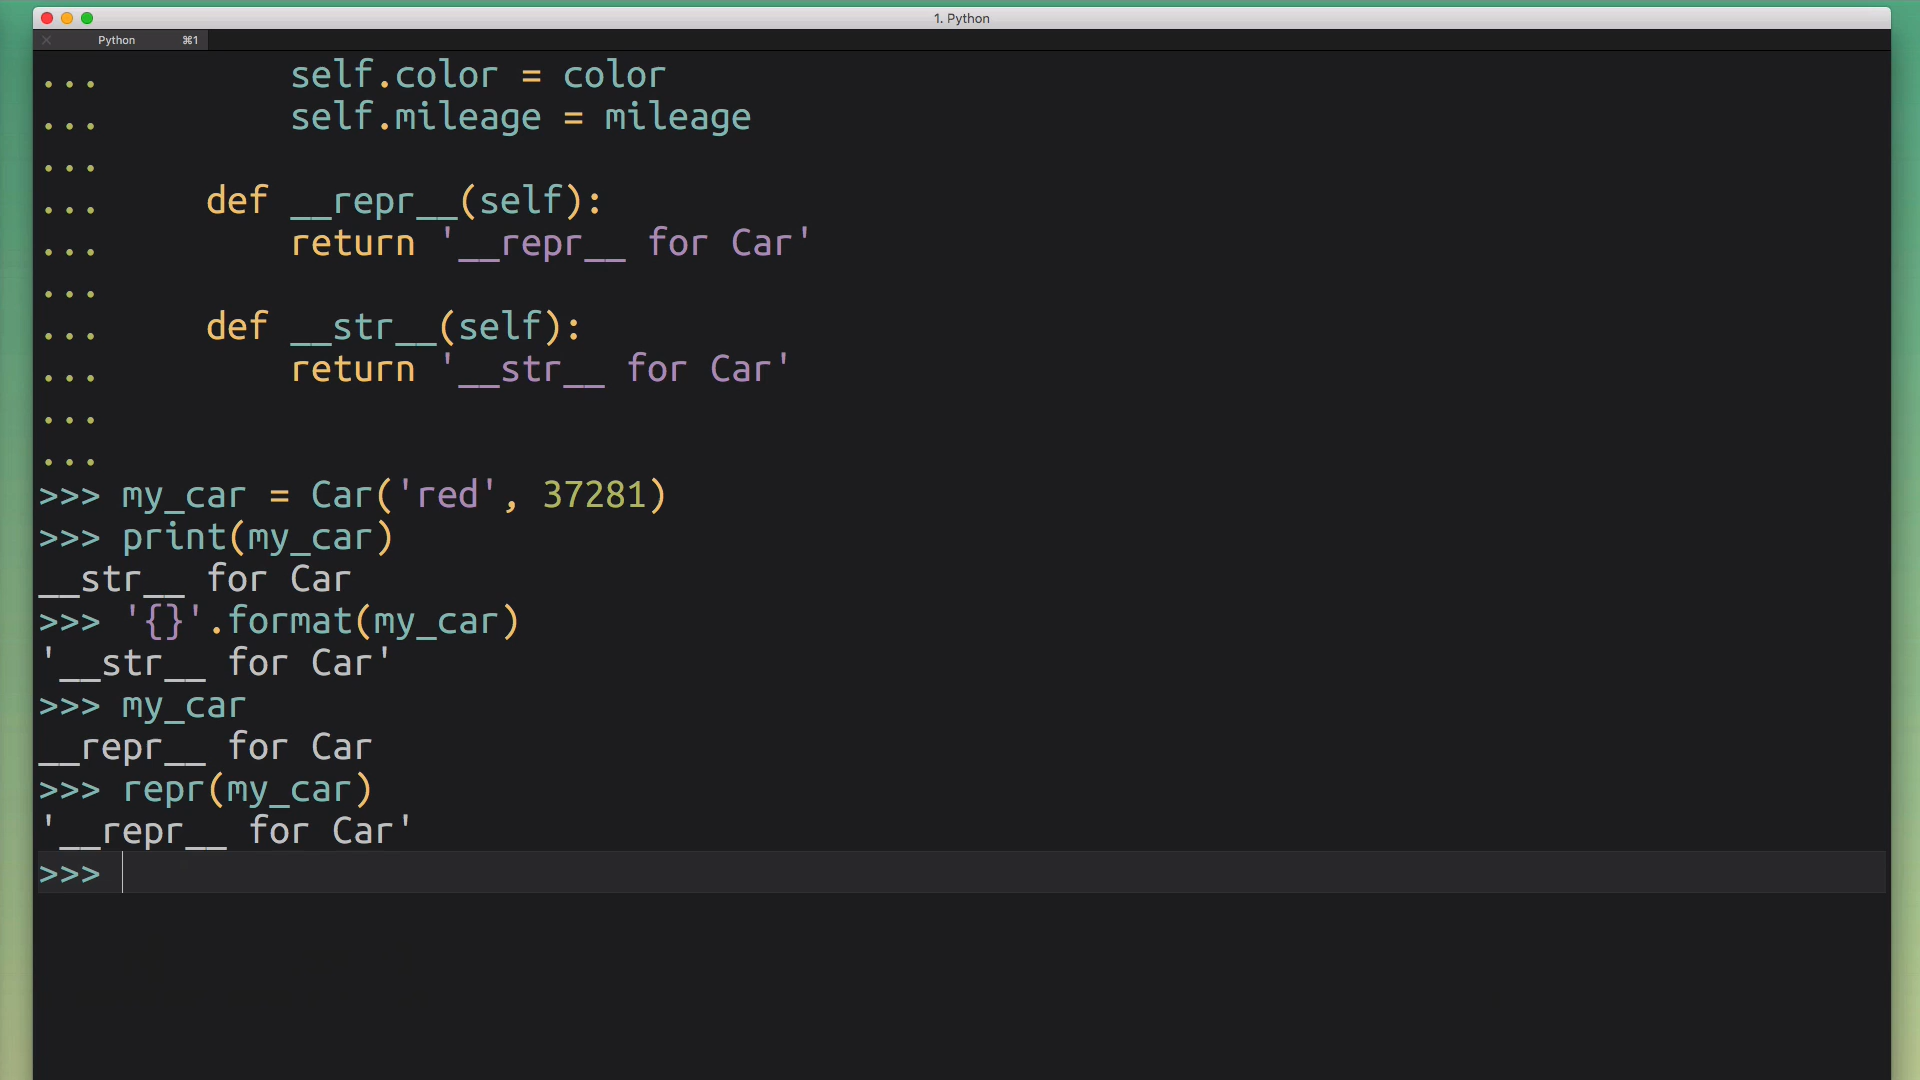 1. Python
Python ⌘1
...         self.color = color
...         self.mileage = mileage
...
...     def __repr__(self):
...         return '__repr__ for Car'
...
...     def __str__(self):
...         return '__str__ for Car'
...
...
>>> my_car = Car('red', 37281)
>>> print(my_car)
__str__ for Car
>>> '{}'.format(my_car)
'__str__ for Car'
>>> my_car
__repr__ for Car
>>> repr(my_car)
'__repr__ for Car'
>>>